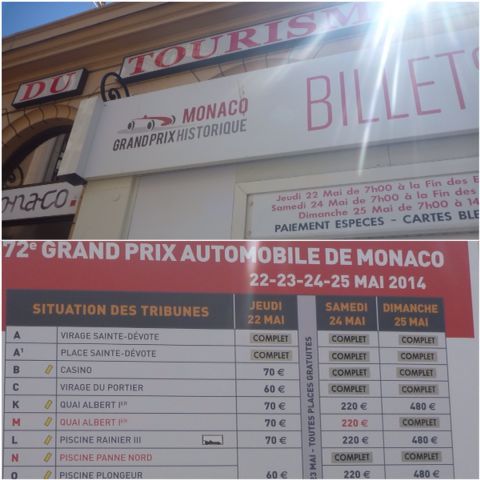 DU TOURISM
MONACO
GRANDPRIXHISTORIQUE
BILLETS
onaco.
Jeudi 22 Mai de 7h00 à la Fin des E
Samedi 24 Mai de 7h00 à la Fin des
Dimanche 25 Mai de 7h00 à 14
PAIEMENT ESPECES - CARTES BLE
72e GRAND PRIX AUTOMOBILE DE MONACO
22-23-24-25 MAI 2014
SITUATION DES TRIBUNES JEUDI 22 MAI SAMEDI 24 MAI DIMANCHE 25 MAI
23 MAI - TOUTES PLACES GRATUITES
A VIRAGE SAINTE-DÉVOTE COMPLET COMPLET COMPLET
A¹ PLACE SAINTE-DÉVOTE COMPLET COMPLET COMPLET
B CASINO 70 € COMPLET COMPLET
C VIRAGE DU PORTIER 60 € COMPLET COMPLET
K QUAI ALBERT Ier 70 € 220 € 480 €
M QUAI ALBERT Ier 70 € 220 € COMPLET
L PISCINE RAINIER III 70 € COMPLET 480 €
N PISCINE PANNE NORD COMPLET COMPLET
O PISCINE PLONGEUR 60 € 220 € 480 €